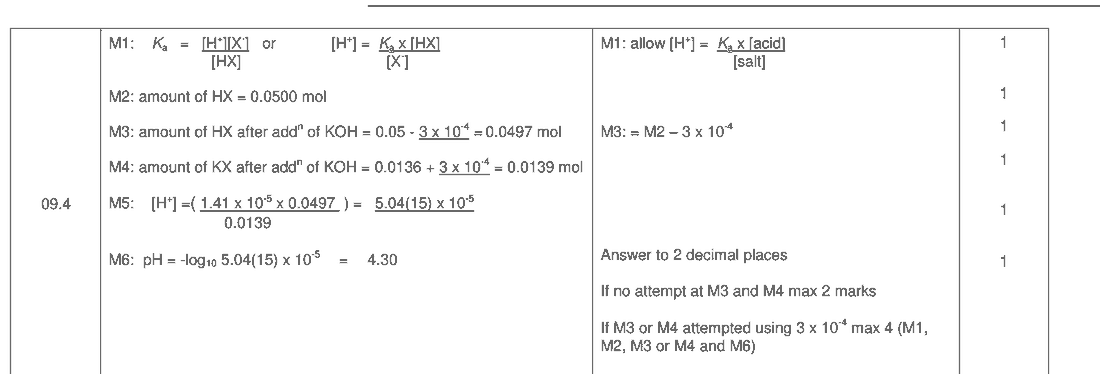 M1: Kₐ = [H⁺][X⁻] or [H⁺] = Kₐ x [HX] M1: allow [H⁺] = Kₐ x [acid] 1
[HX] [X⁻] [salt]
M2: amount of HX = 0.0500 mol 1
M3: amount of HX after addⁿ of KOH = 0.05 - 3 x 10⁻⁴ = 0.0497 mol M3: = M2 – 3 x 10⁻⁴ 1
M4: amount of KX after addⁿ of KOH = 0.0136 + 3 x 10⁻⁴ = 0.0139 mol 1
09.4 M5: [H⁺] =( 1.41 x 10⁻⁵ x 0.0497 ) = 5.04(15) x 10⁻⁵ 1
0.0139
M6: pH = -log₁₀ 5.04(15) x 10⁻⁵ = 4.30 Answer to 2 decimal places 1
If no attempt at M3 and M4 max 2 marks
If M3 or M4 attempted using 3 x 10⁻⁴ max 4 (M1,
M2, M3 or M4 and M6)